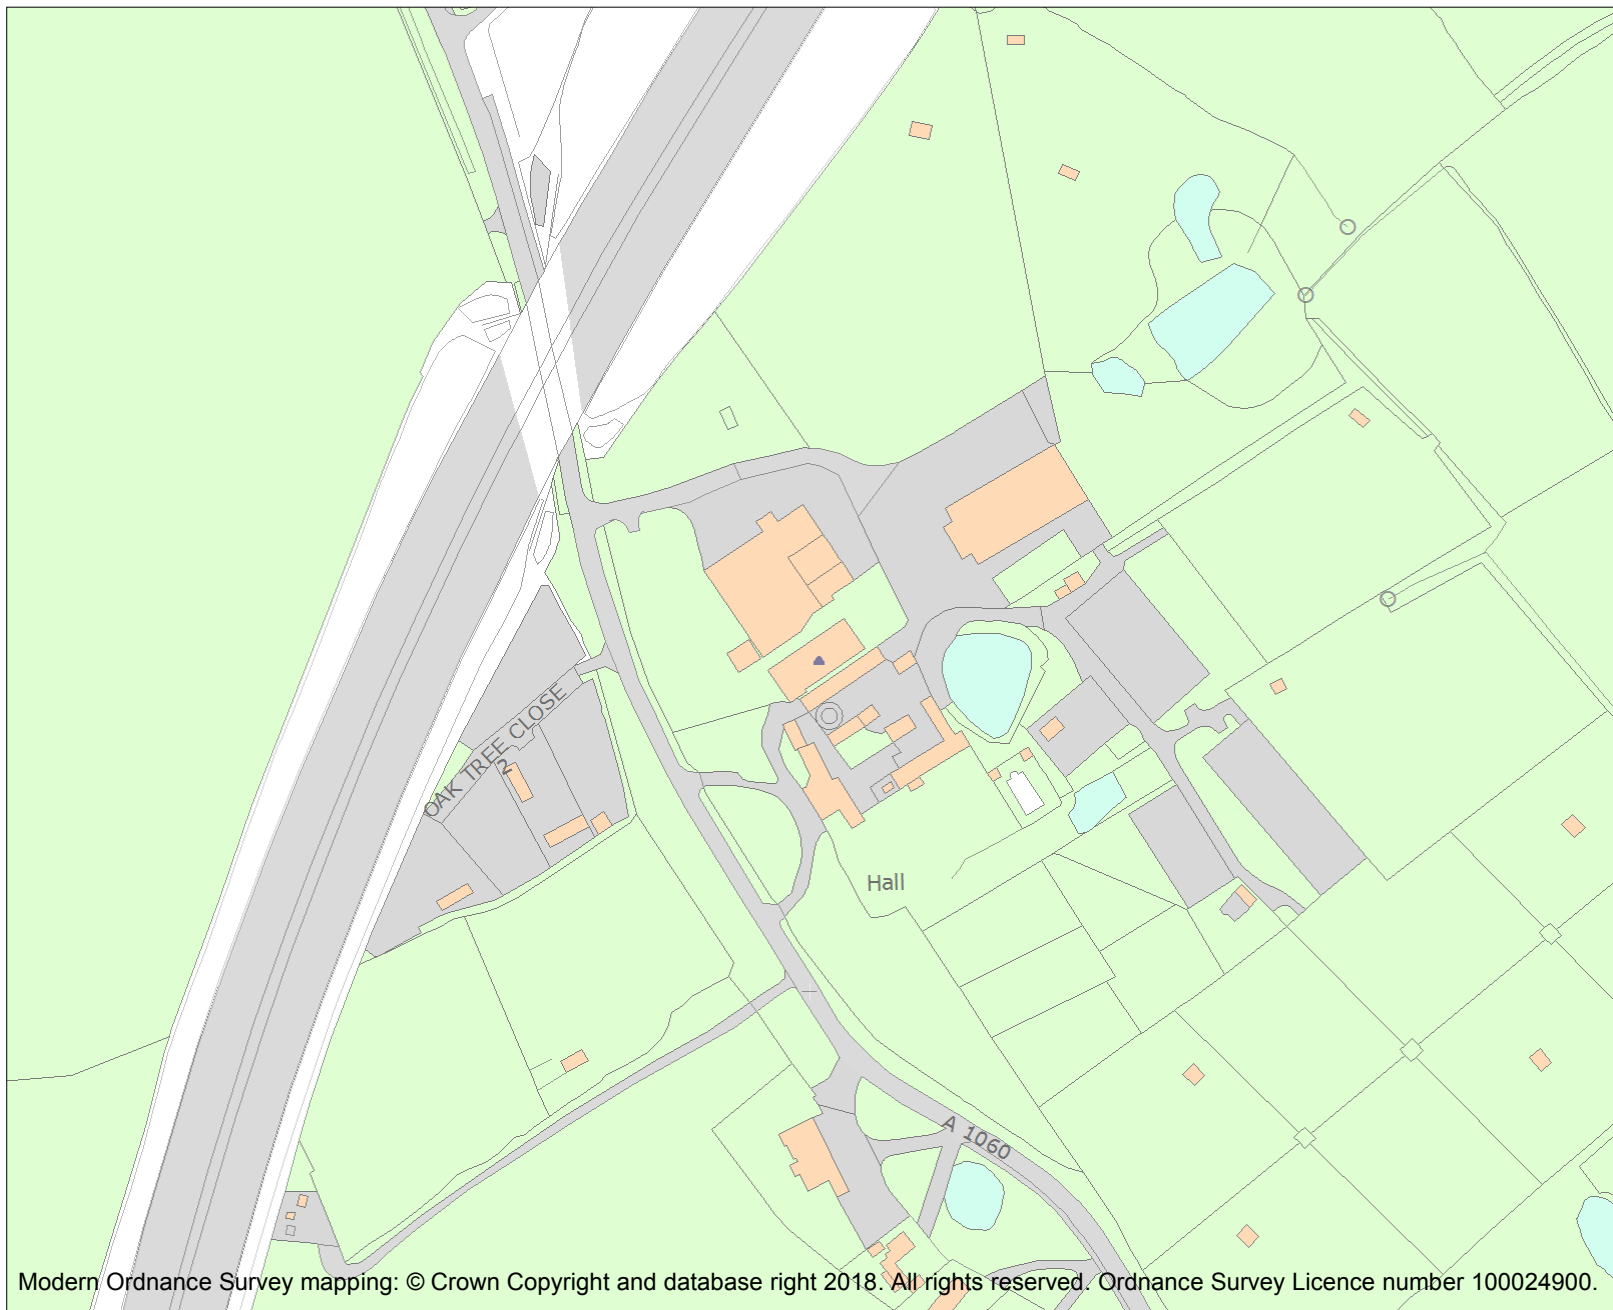 OAK TREE CLOSE
2
Hall
A 1060
Modern Ordnance Survey mapping: © Crown Copyright and database right 2018. All rights reserved. Ordnance Survey Licence number 100024900.